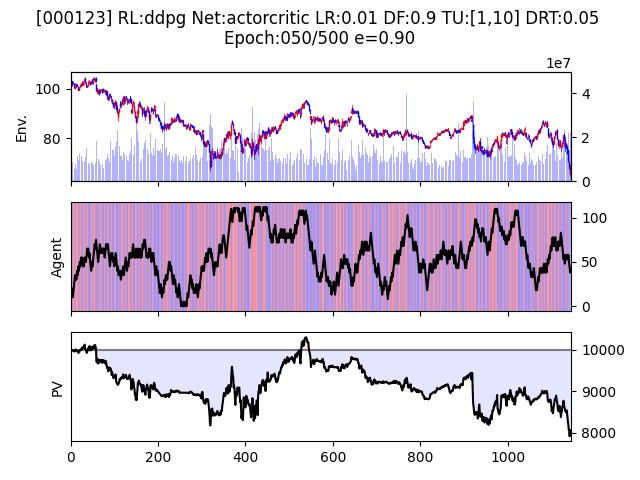 [000123] RL:ddpg Net:actorcritic LR:0.01 DF:0.9 TU:[1,10] DRT:0.05
Epoch:050/500 e=0.90
1e7
Env.
100
80
4
2
0
Agent
100
50
0
PV
10000
9000
8000
0 200 400 600 800 1000